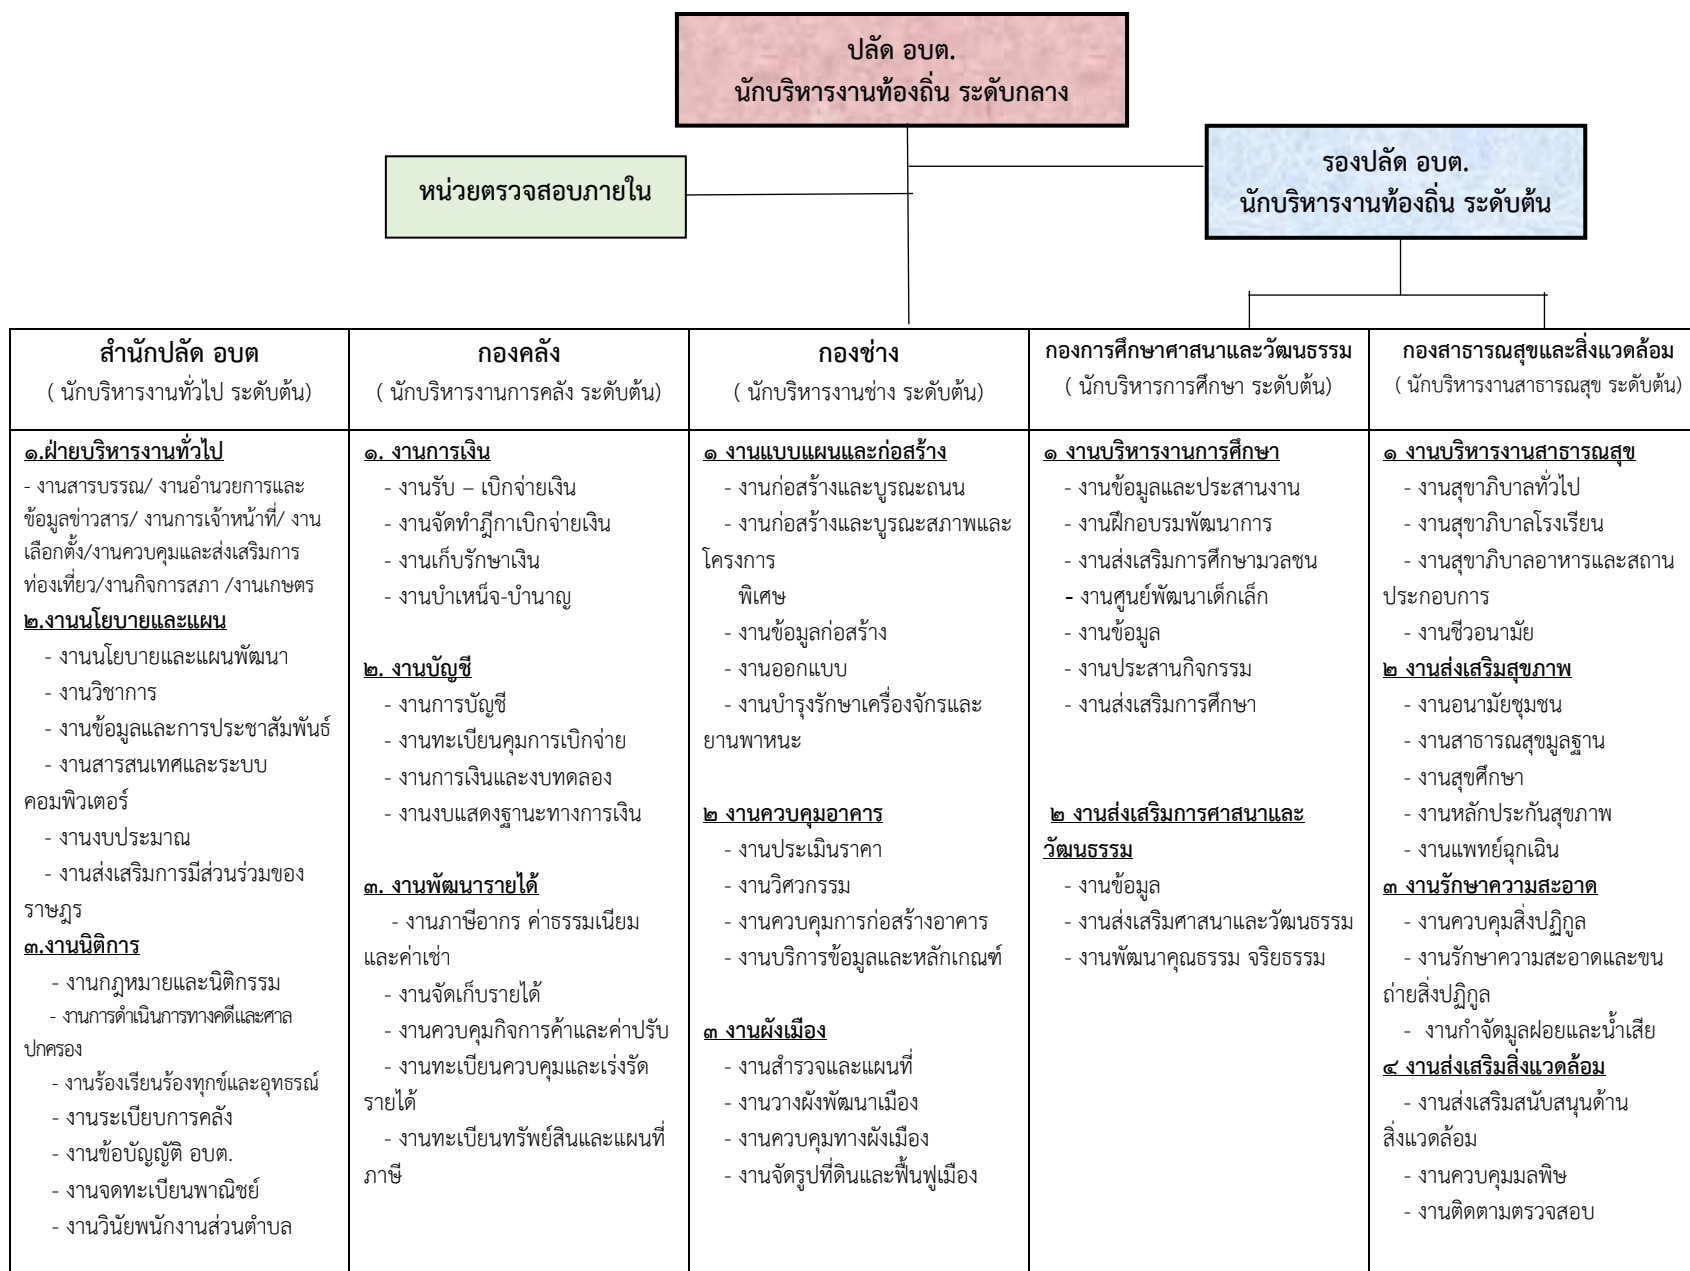 ปลัด อบต.
นักบริหารงานท้องถิ่น ระดับกลาง
หน่วยตรวจสอบภายใน
รองปลัด อบต.
นักบริหารงานท้องถิ่น ระดับต้น
สำนักปลัด อบต
( นักบริหารงานทั่วไป ระดับต้น)
๑.ฝ่ายบริหารงานทั่วไป
- งานสารบรรณ/ งานอำนวยการและ
ข้อมูลข่าวสาร/ งานการเจ้าหน้าที่/ งาน
เลือกตั้ง/งานควบคุมและส่งเสริมการ
ท่องเที่ยว/งานกิจการสภา /งานเกษตร
๒.งานนโยบายและแผน
- งานนโยบายและแผนพัฒนา
- งานวิชาการ
- งานข้อมูลและการประชาสัมพันธ์
- งานสารสนเทศและระบบ
คอมพิวเตอร์
- งานงบประมาณ
- งานส่งเสริมการมีส่วนร่วมของ
ราษฎร
๓.งานนิติการ
- งานกฎหมายและนิติกรรม
- งานการดำเนินการทางคดีและศาล
ปกครอง
- งานร้องเรียนร้องทุกข์และอุทธรณ์
- งานระเบียบการคลัง
- งานข้อบัญญัติ อบต.
- งานจดทะเบียนพาณิชย์
- งานวินัยพนักงานส่วนตำบล
กองคลัง
( นักบริหารงานการคลัง ระดับต้น)
๑. งานการเงิน
- งานรับ – เบิกจ่ายเงิน
- งานจัดทำฎีกาเบิกจ่ายเงิน
- งานเก็บรักษาเงิน
- งานบำเหน็จ-บำนาญ
๒. งานบัญชี
- งานการบัญชี
- งานทะเบียนคุมการเบิกจ่าย
- งานการเงินและงบทดลอง
- งานงบแสดงฐานะทางการเงิน
๓. งานพัฒนารายได้
- งานภาษีอากร ค่าธรรมเนียม
และค่าเช่า
- งานจัดเก็บรายได้
- งานควบคุมกิจการค้าและค่าปรับ
- งานทะเบียนควบคุมและเร่งรัด
รายได้
- งานทะเบียนทรัพย์สินและแผนที่
ภาษี
กองช่าง
( นักบริหารงานช่าง ระดับต้น)
๑ งานแบบแผนและก่อสร้าง
- งานก่อสร้างและบูรณะถนน
- งานก่อสร้างและบูรณะสภาพและ
โครงการ
พิเศษ
- งานข้อมูลก่อสร้าง
- งานออกแบบ
- งานบำรุงรักษาเครื่องจักรและ
ยานพาหนะ
๒ งานควบคุมอาคาร
- งานประเมินราคา
- งานวิศวกรรม
- งานควบคุมการก่อสร้างอาคาร
- งานบริการข้อมูลและหลักเกณฑ์
๓ งานผังเมือง
- งานสำรวจและแผนที่
- งานวางผังพัฒนาเมือง
- งานควบคุมทางผังเมือง
- งานจัดรูปที่ดินและฟื้นฟูเมือง
กองการศึกษาศาสนาและวัฒนธรรม
( นักบริหารการศึกษา ระดับต้น)
๑ งานบริหารงานการศึกษา
- งานข้อมูลและประสานงาน
- งานฝึกอบรมพัฒนาการ
- งานส่งเสริมการศึกษามวลชน
- งานศูนย์พัฒนาเด็กเล็ก
- งานข้อมูล
- งานประสานกิจกรรม
- งานส่งเสริมการศึกษา
๒ งานส่งเสริมการศาสนาและ
วัฒนธรรม
- งานข้อมูล
- งานส่งเสริมศาสนาและวัฒนธรรม
- งานพัฒนาคุณธรรม จริยธรรม
กองสาธารณสุขและสิ่งแวดล้อม
( นักบริหารงานสาธารณสุข ระดับต้น)
๑ งานบริหารงานสาธารณสุข
- งานสุขาภิบาลทั่วไป
- งานสุขาภิบาลโรงเรียน
- งานสุขาภิบาลอาหารและสถาน
ประกอบการ
- งานชีวอนามัย
๒ งานส่งเสริมสุขภาพ
- งานอนามัยชุมชน
- งานสาธารณสุขมูลฐาน
- งานสุขศึกษา
- งานหลักประกันสุขภาพ
- งานแพทย์ฉุกเฉิน
๓ งานรักษาความสะอาด
- งานควบคุมสิ่งปฏิกูล
- งานรักษาความสะอาดและขน
ถ่ายสิ่งปฏิกูล
- งานกำจัดมูลฝอยและน้ำเสีย
๔ งานส่งเสริมสิ่งแวดล้อม
- งานส่งเสริมสนับสนุนด้าน
สิ่งแวดล้อม
- งานควบคุมมลพิษ
- งานติดตามตรวจสอบ